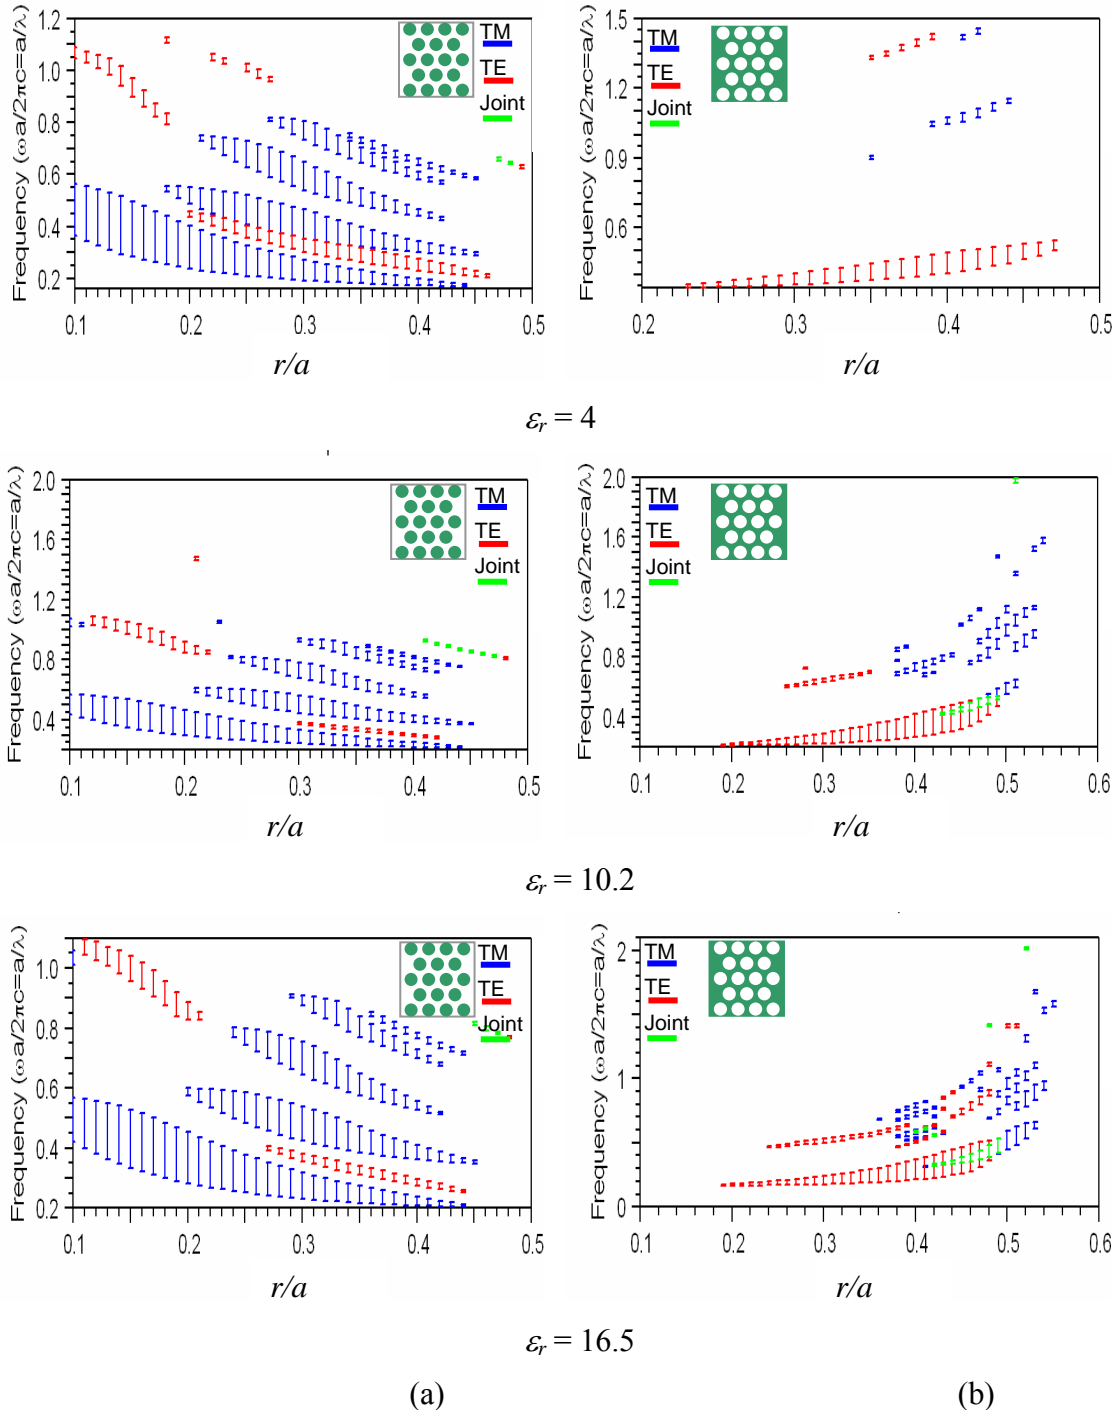 Frequency (ωa/2πc=a/λ)
1.2
1.0
0.8
0.6
0.4
0.2
0.1
0.2
0.3
0.4
0.5
TM
TE
Joint
r/a
Frequency (ωa/2πc=a/λ)
1.5
1.2
0.9
0.6
0.2
0.3
0.4
0.5
TM
TE
Joint
r/a
εr = 4
Frequency (ωa/2πc=a/λ)
2.0
1.6
1.2
0.8
0.4
0.1
0.2
0.3
0.4
0.5
TM
TE
Joint
r/a
Frequency (ωa/2πc=a/λ)
2.0
1.6
1.2
0.8
0.4
0.1
0.2
0.3
0.4
0.5
0.6
TM
TE
Joint
r/a
εr = 10.2
Frequency (ωa/2πc=a/λ)
1.0
0.8
0.6
0.4
0.2
0.1
0.2
0.3
0.4
0.5
TM
TE
Joint
r/a
Frequency (ωa/2πc=a/λ)
2
1
0
0.1
0.2
0.3
0.4
0.5
0.6
TM
TE
Joint
r/a
εr = 16.5
(a)
(b)